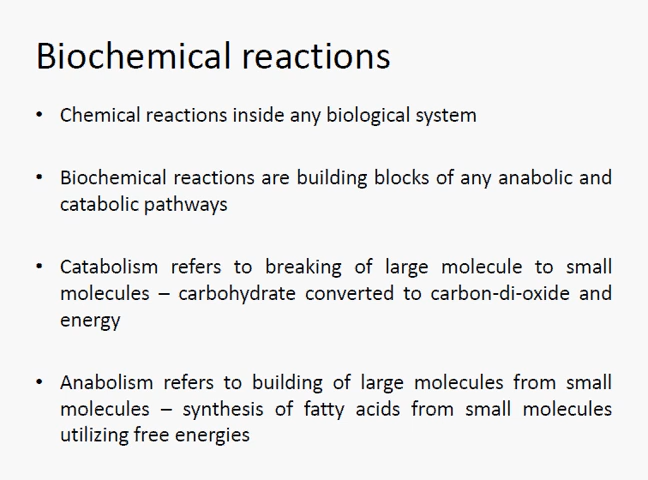 Biochemical reactions
• Chemical reactions inside any biological system
• Biochemical reactions are building blocks of any anabolic and
catabolic pathways
• Catabolism refers to breaking of large molecule to small
molecules – carbohydrate converted to carbon-di-oxide and
energy
• Anabolism refers to building of large molecules from small
molecules – synthesis of fatty acids from small molecules
utilizing free energies